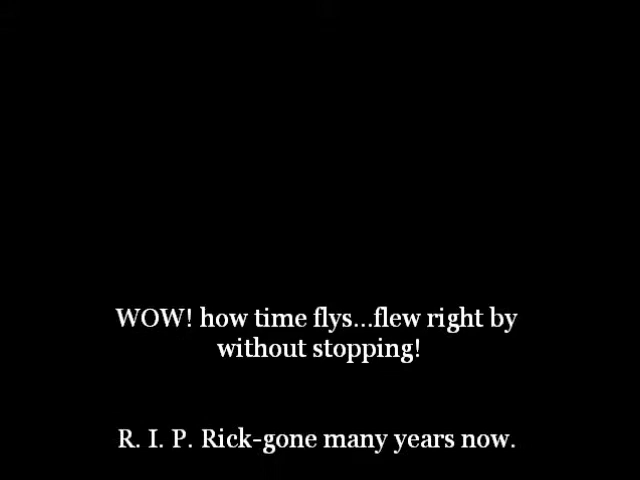 WOW! how time flys...flew right by
without stopping!
R. I. P. Rick-gone many years now.